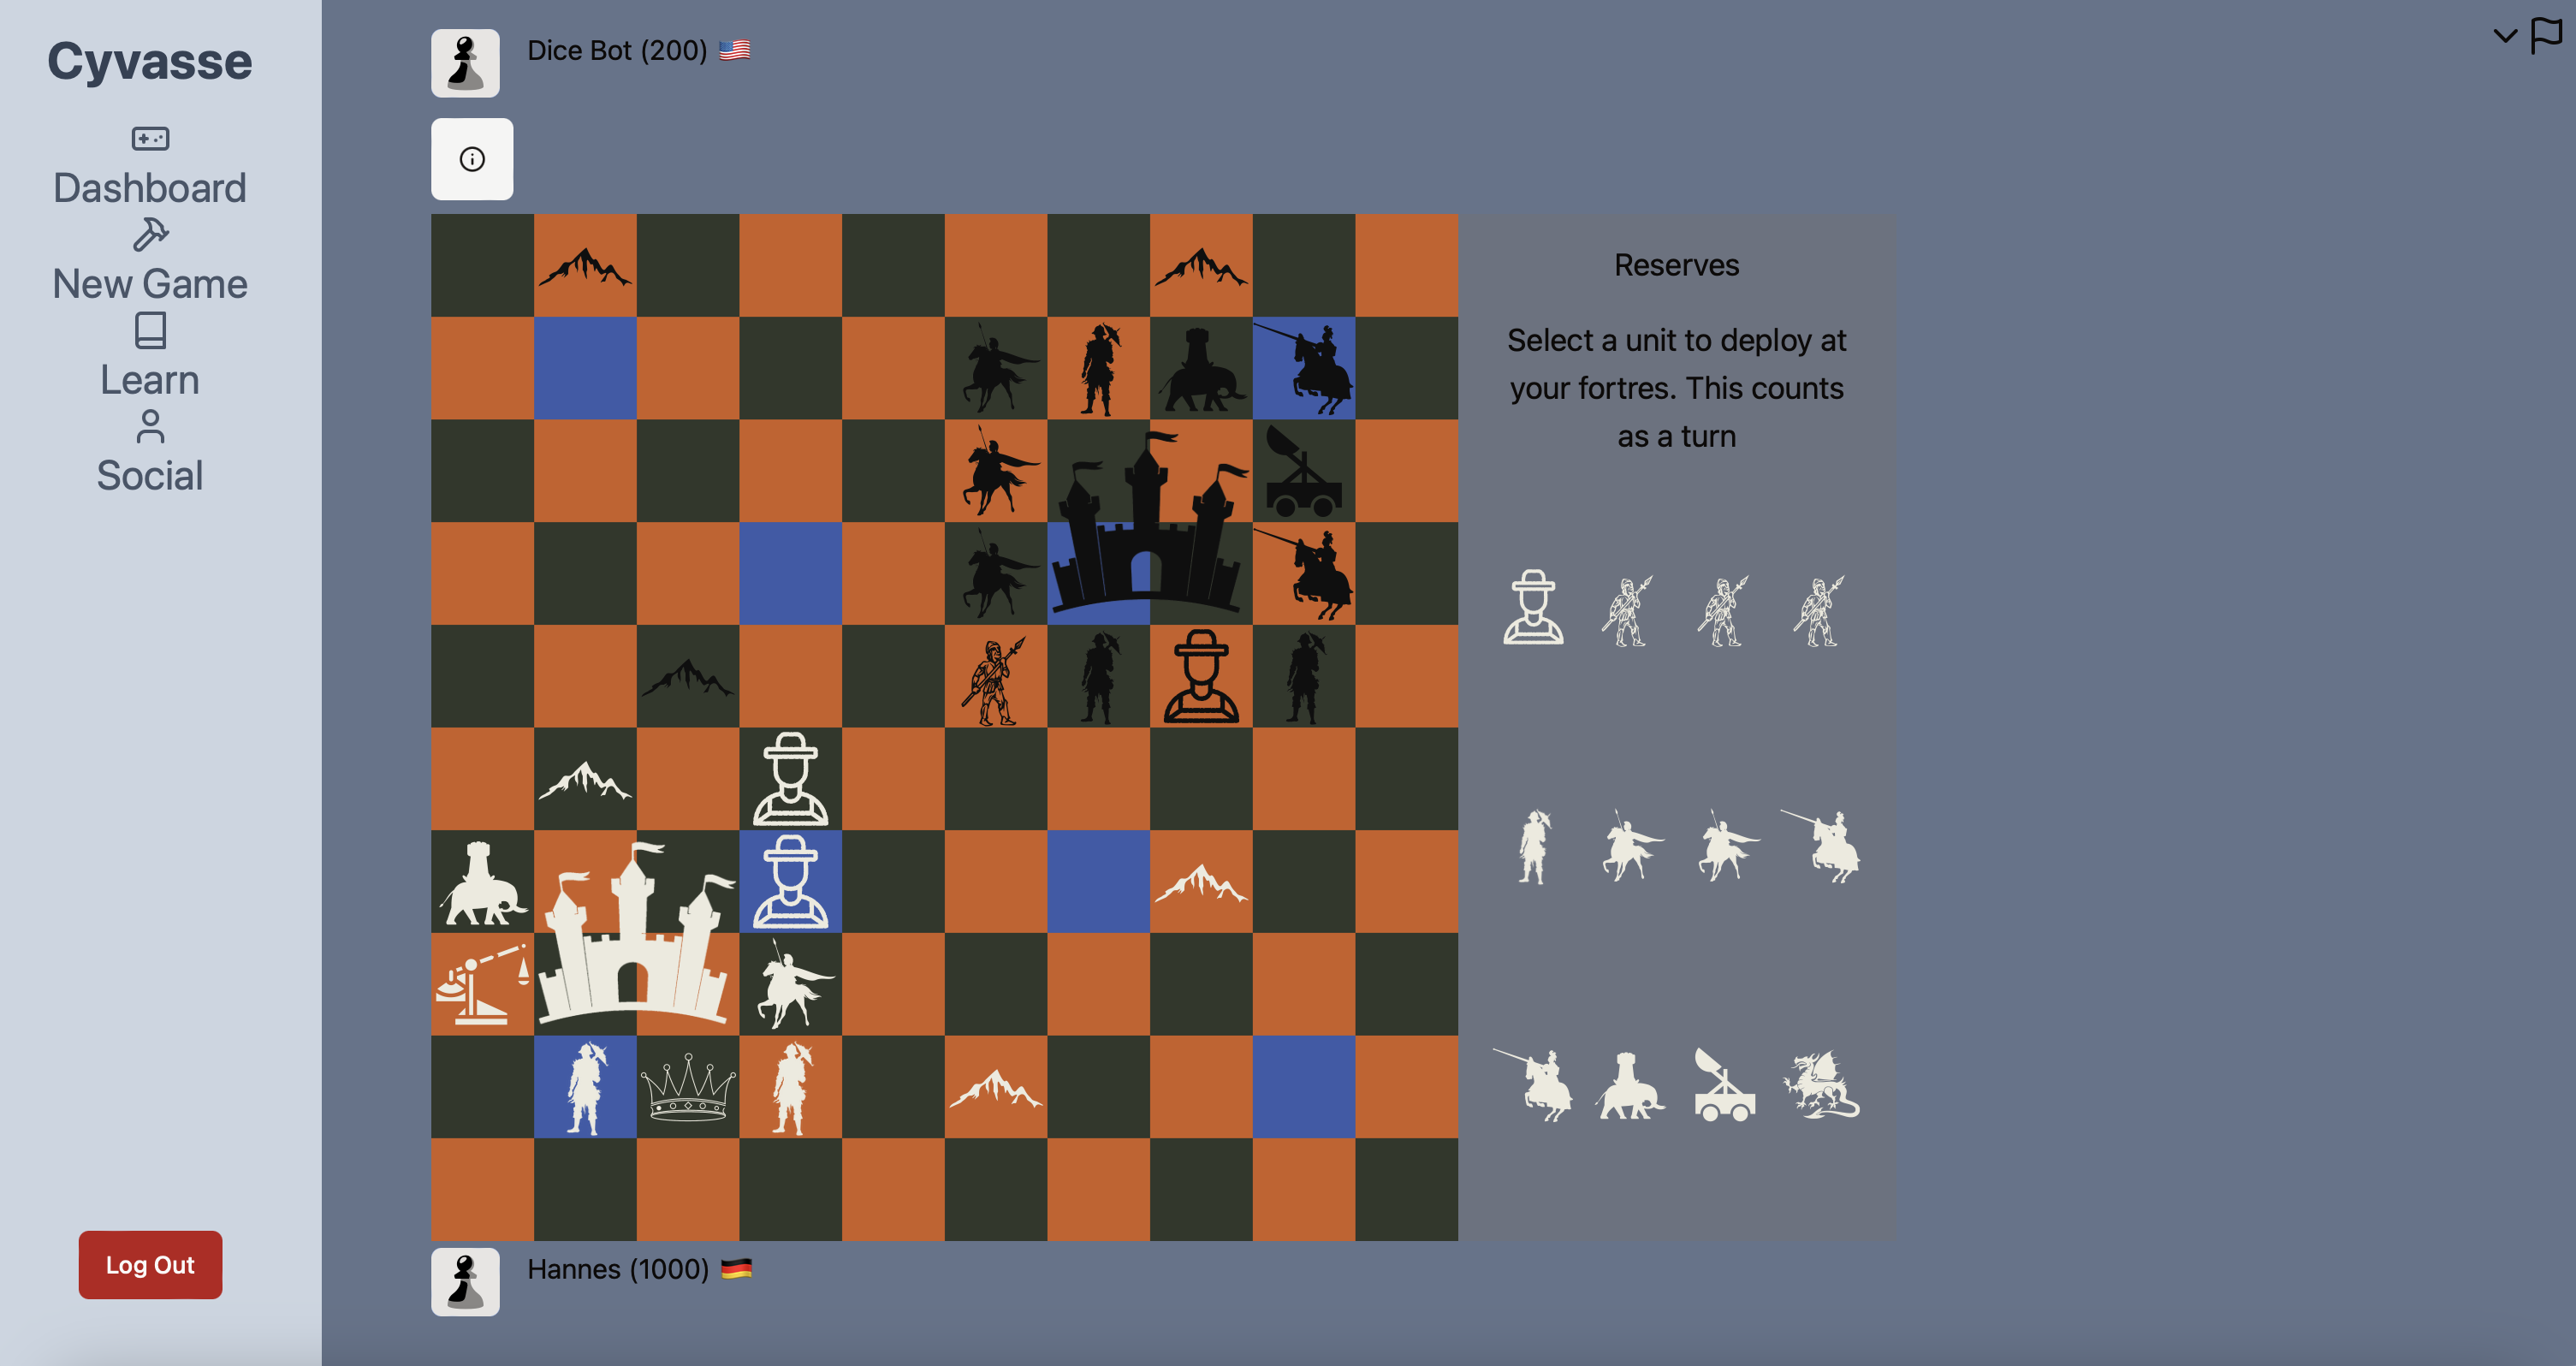 Cyvasse
Dashboard
New Game
Learn
Social
Log Out
Dice Bot (200) 🇺🇸
Reserves
Select a unit to deploy at
your fortres. This counts
as a turn
Hannes (1000) 🇩🇪